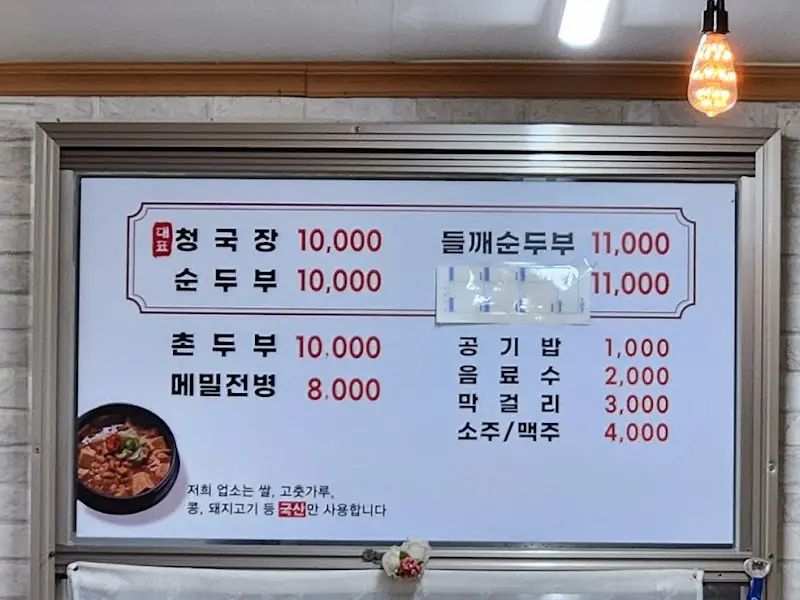 대표 청국장 10,000
순두부 10,000
들깨순두부 11,000
11,000
촌두부 10,000
메밀전병 8,000
공기밥 1,000
음료수 2,000
막걸리 3,000
소주/맥주 4,000
저희 업소는 쌀, 고춧가루,
콩, 돼지고기 등 국산만 사용합니다